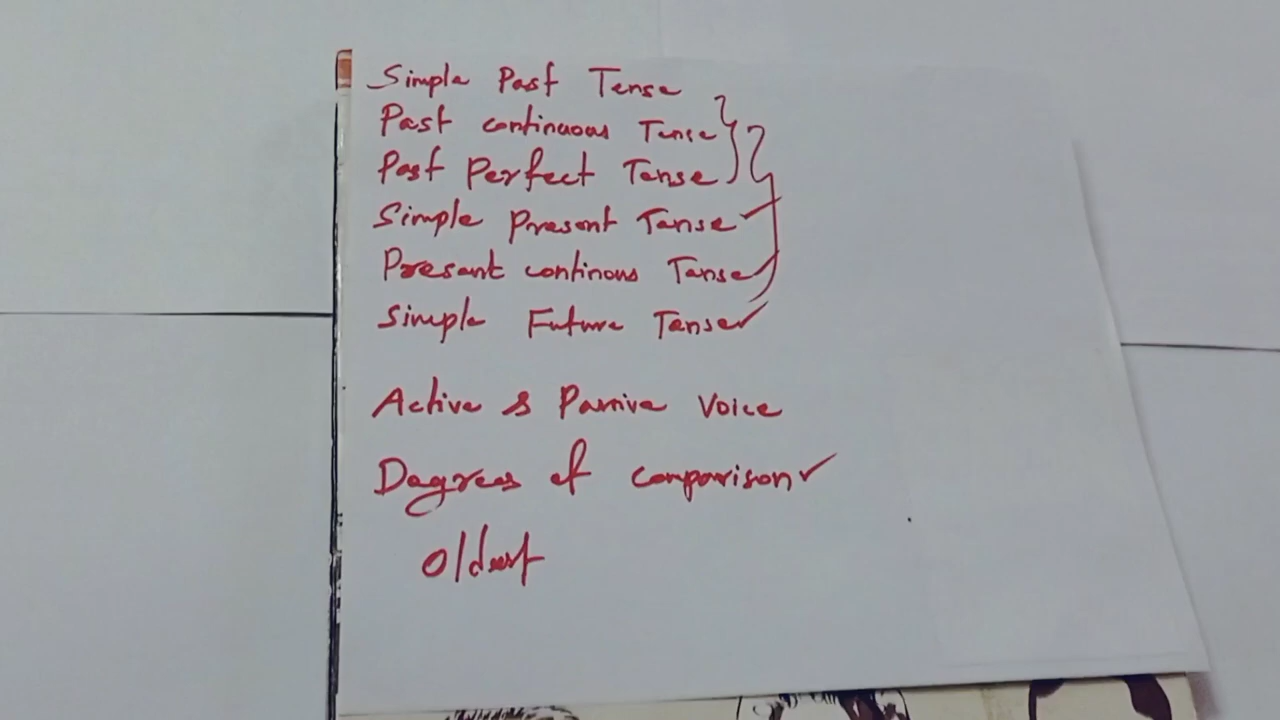 Simple Past Tense
Past continuous Tense
Past Perfect Tense
Simple Present Tense
Present continous Tense
Simple Future Tense
Active & Passive Voice
Degrees of comparison
Oldest